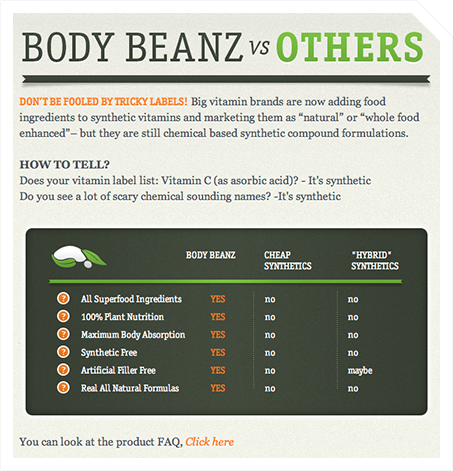 BODY BEANZ VS OTHERS
DON'T BE FOOLED BY TRICKY LABELS! Big vitamin brands are now adding food
ingredients to synthetic vitamins and marketing them as “natural” or “whole food
enhanced”– but they are still chemical based synthetic compound formulations.
HOW TO TELL?
Does your vitamin label list: Vitamin C (as asorbic acid)? - It's synthetic
Do you see a lot of scary chemical sounding names? -It's synthetic
BODY BEANZ CHEAP *HYBRID*
SYNTHETICS SYNTHETICS
? All Superfood Ingredients YES no no
? 100% Plant Nutrition YES no no
? Maximum Body Absorption YES no no
? Synthetic Free YES no no
? Artificial Filler Free YES no maybe
? Real All Natural Formulas YES no no
You can look at the product FAQ, Click here